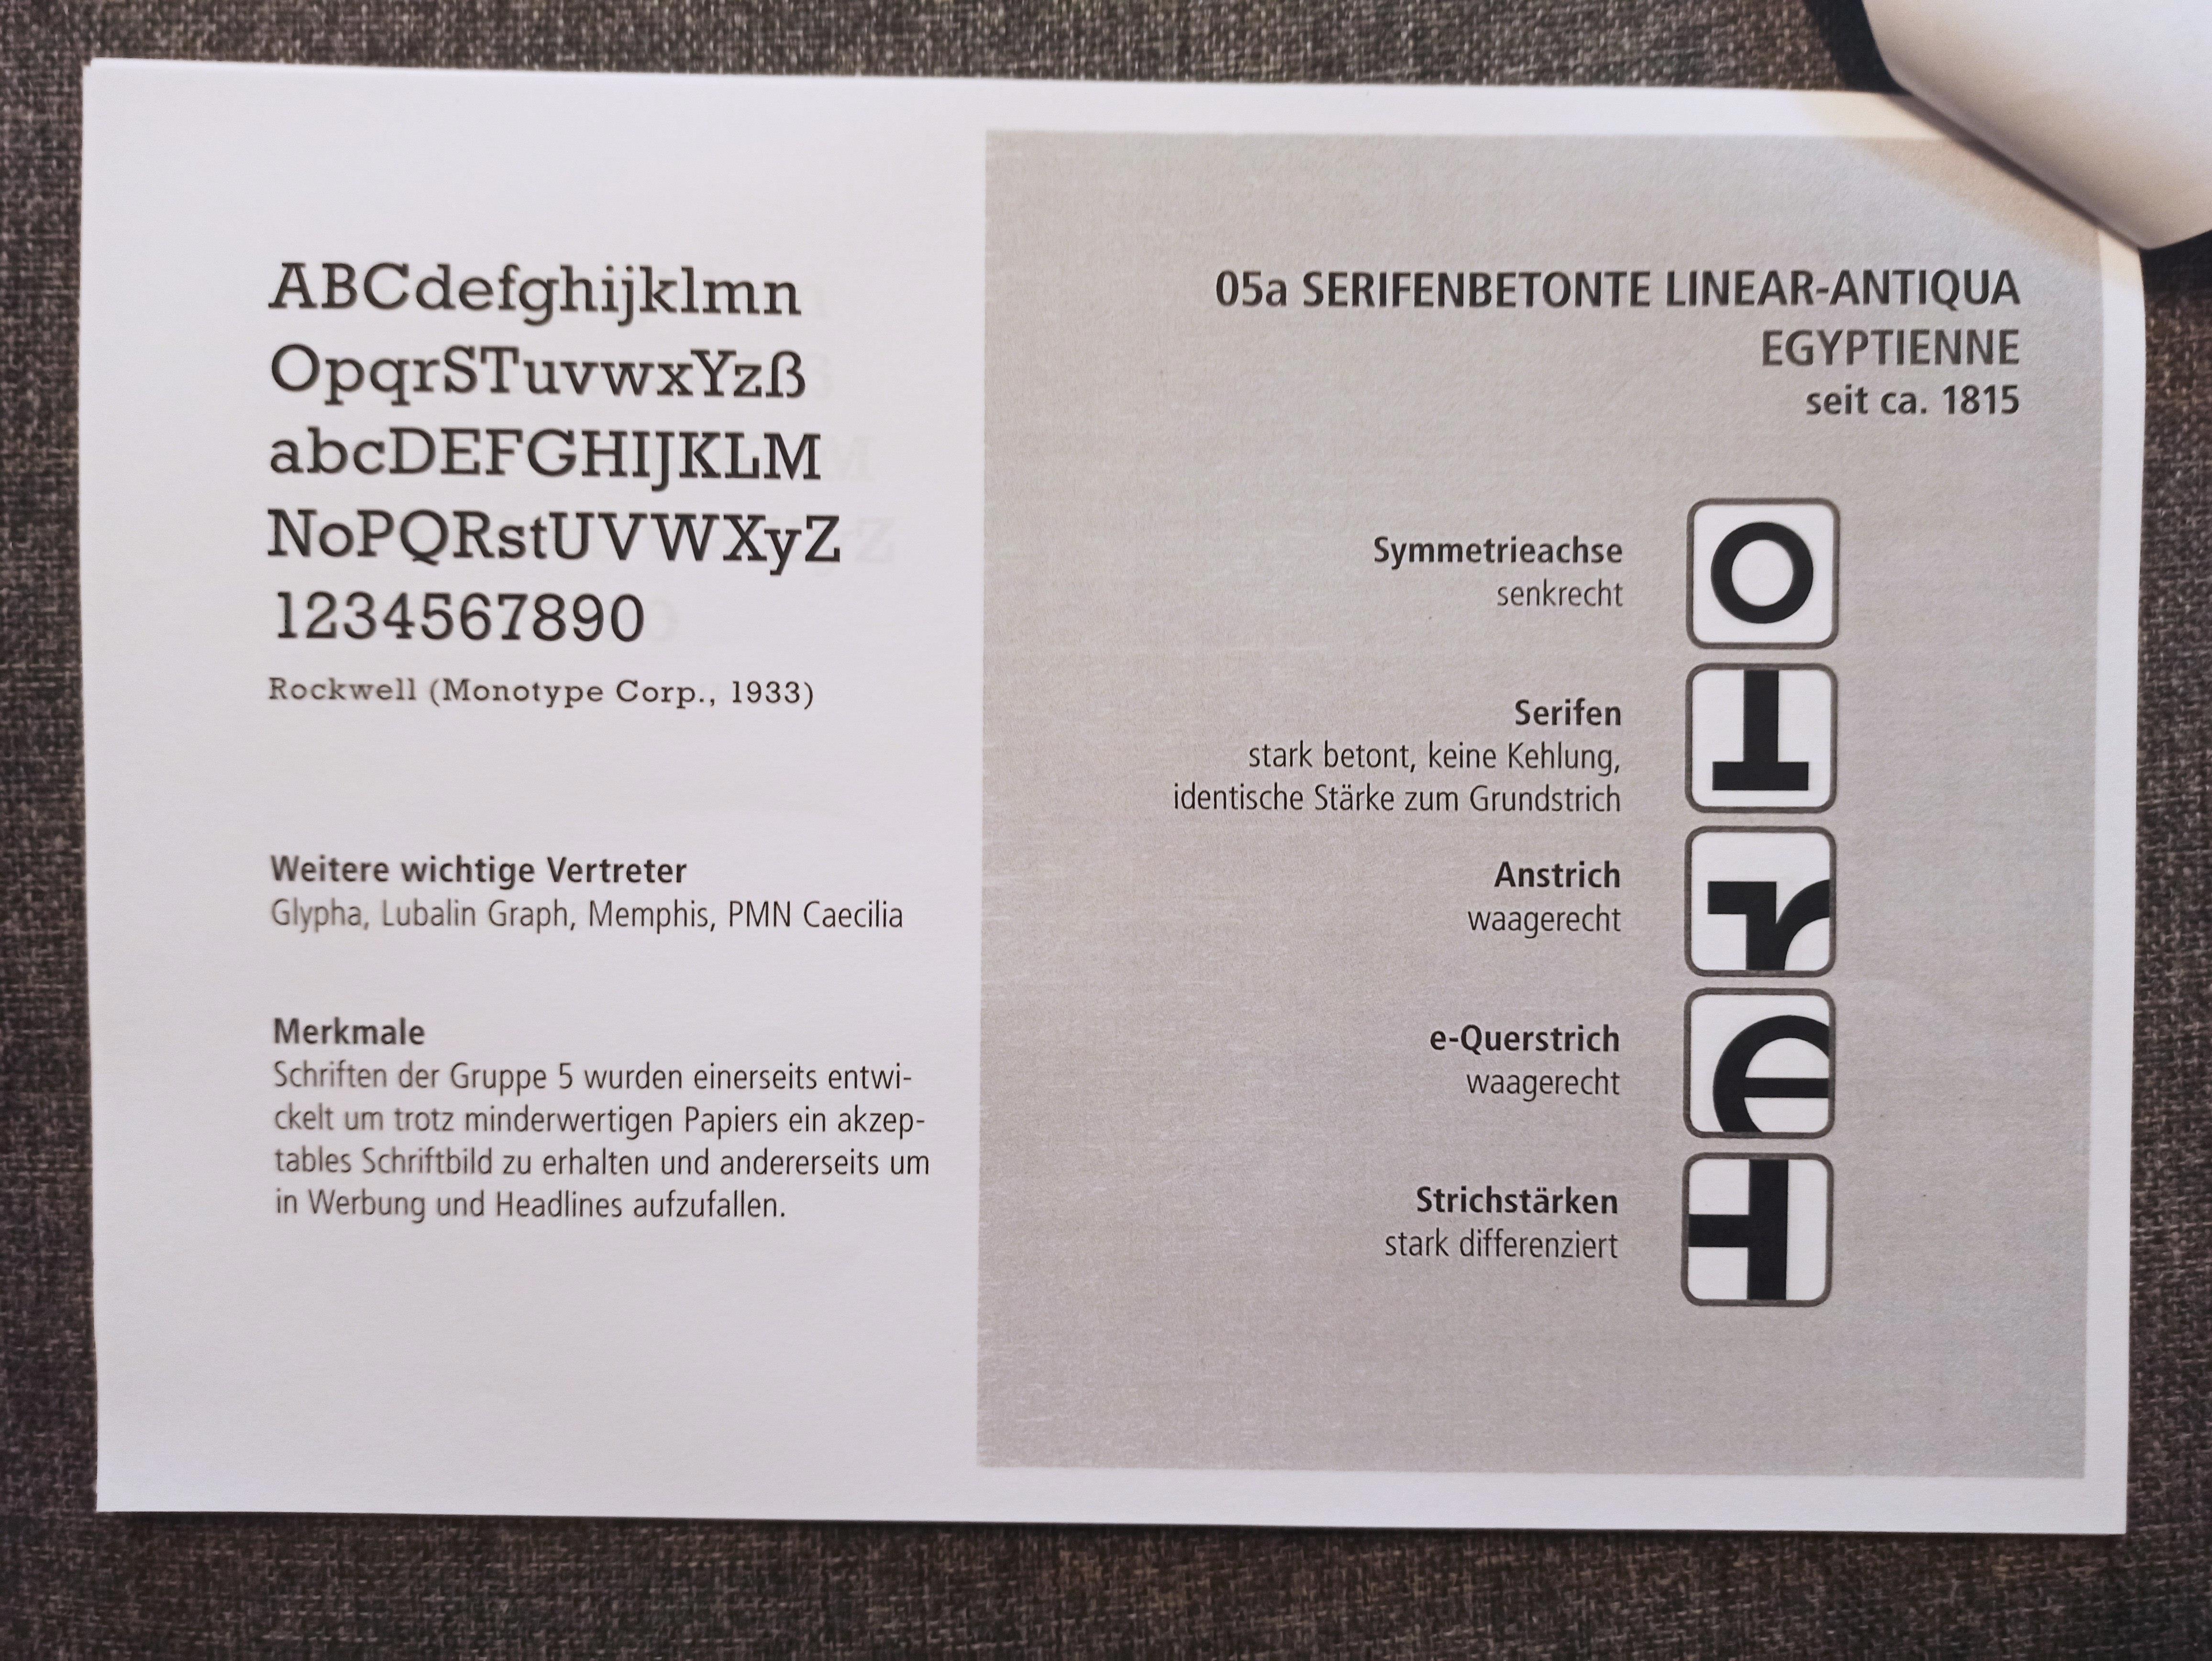 ABCdefghijklmn
OpqrSTuvwxYzß
abcDEFGHIJKLM
NoPQRstUVWXyZ
1234567890
Rockwell (Monotype Corp., 1933)
Weitere wichtige Vertreter
Glypha, Lubalin Graph, Memphis, PMN Caecilia
Merkmale
Schriften der Gruppe 5 wurden einerseits entwi-
ckelt um trotz minderwertigen Papiers ein akzep-
tables Schriftbild zu erhalten und andererseits um
in Werbung und Headlines aufzufallen.
05a SERIFENBETONTE LINEAR-ANTIQUA
EGYPTIENNE
seit ca. 1815
Symmetrieachse
senkrecht
Serifen
stark betont, keine Kehlung,
identische Stärke zum Grundstrich
Anstrich
waagerecht
e-Querstrich
waagerecht
Strichstärken
stark differenziert